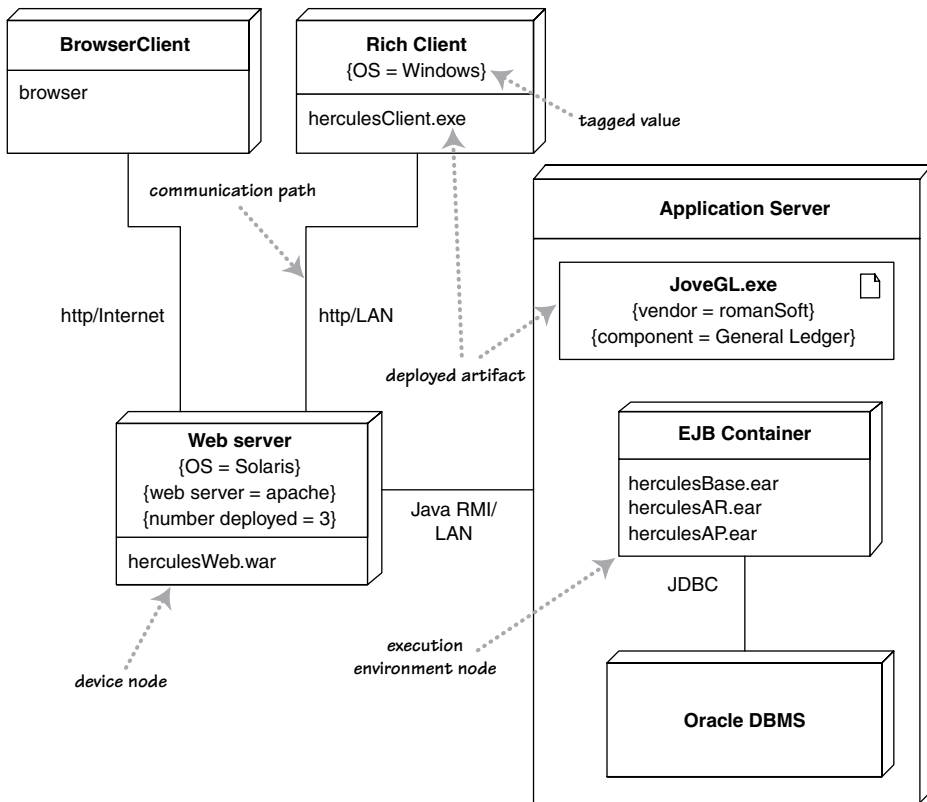 BrowserClient
browser
Rich Client
{OS = Windows}
herculesClient.exe
tagged value
communication path
http/Internet
http/LAN
deployed artifact
Application Server
JoveGL.exe
{vendor = romanSoft}
{component = General Ledger}
Web server
{OS = Solaris}
{web server = apache}
{number deployed = 3}
herculesWeb.war
Java RMI/
LAN
EJB Container
herculesBase.ear
herculesAR.ear
herculesAP.ear
JDBC
device node
execution
environment node
Oracle DBMS